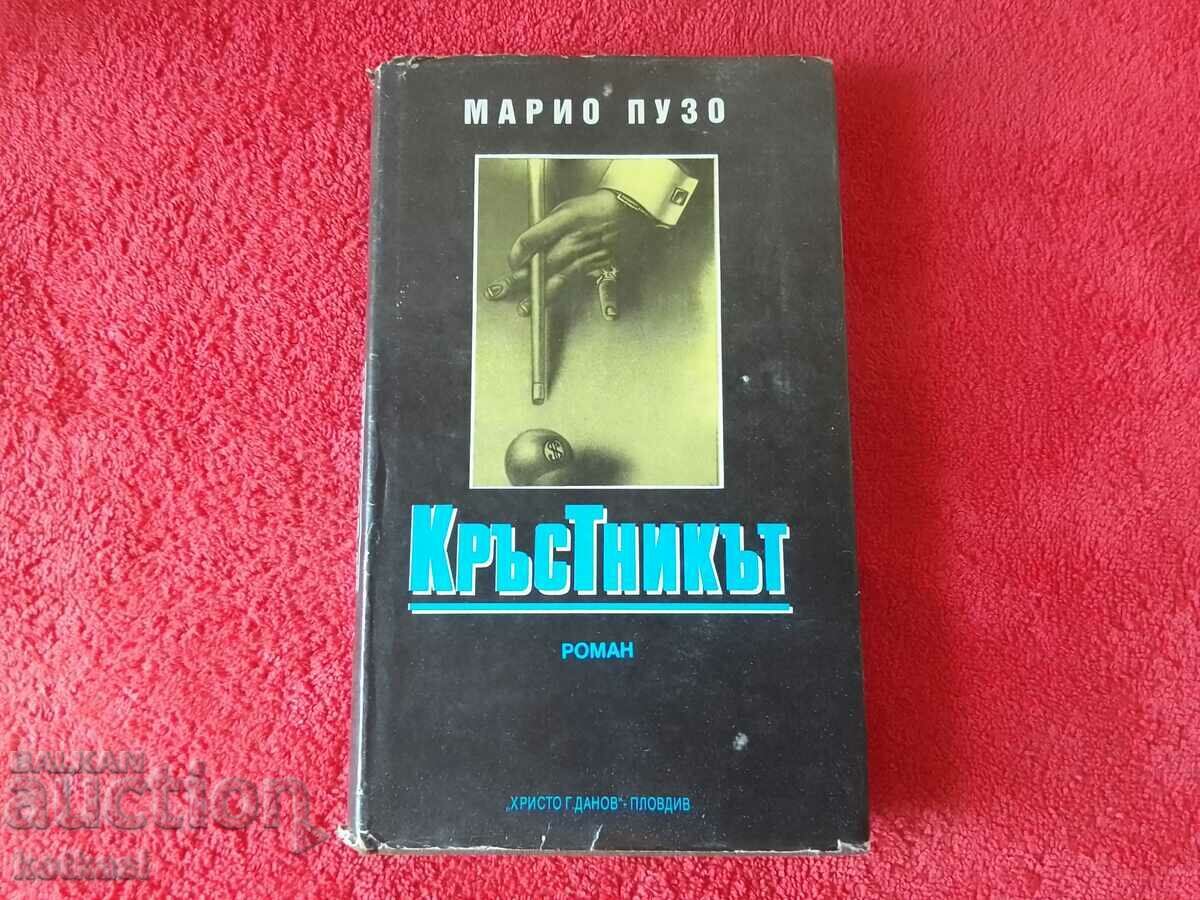 МАРИО ПУЗО
$
КРЪСТНИКЪТ
РОМАН
„ХРИСТО Г. ДАНОВ" - ПЛОВДИВ
BALKAN
auction
kotkasi